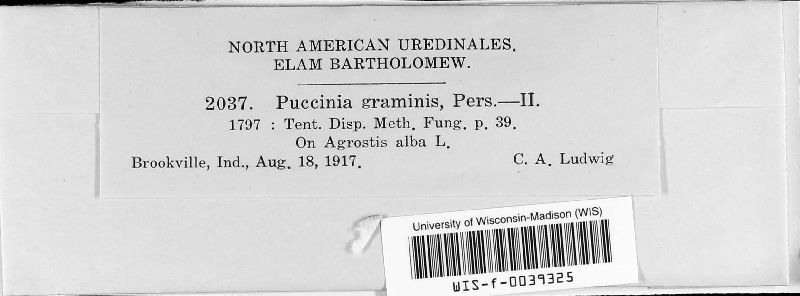 NORTH AMERICAN UREDINALES.
ELAM BARTHOLOMEW.
2037. Puccinia graminis, Pers.—II.
1797 : Tent. Disp. Meth. Fung. p. 39.
On Agrostis alba L.
Brookville, Ind., Aug. 18, 1917. C. A. Ludwig
University of Wisconsin-Madison (WIS)
WIS-f-0039325